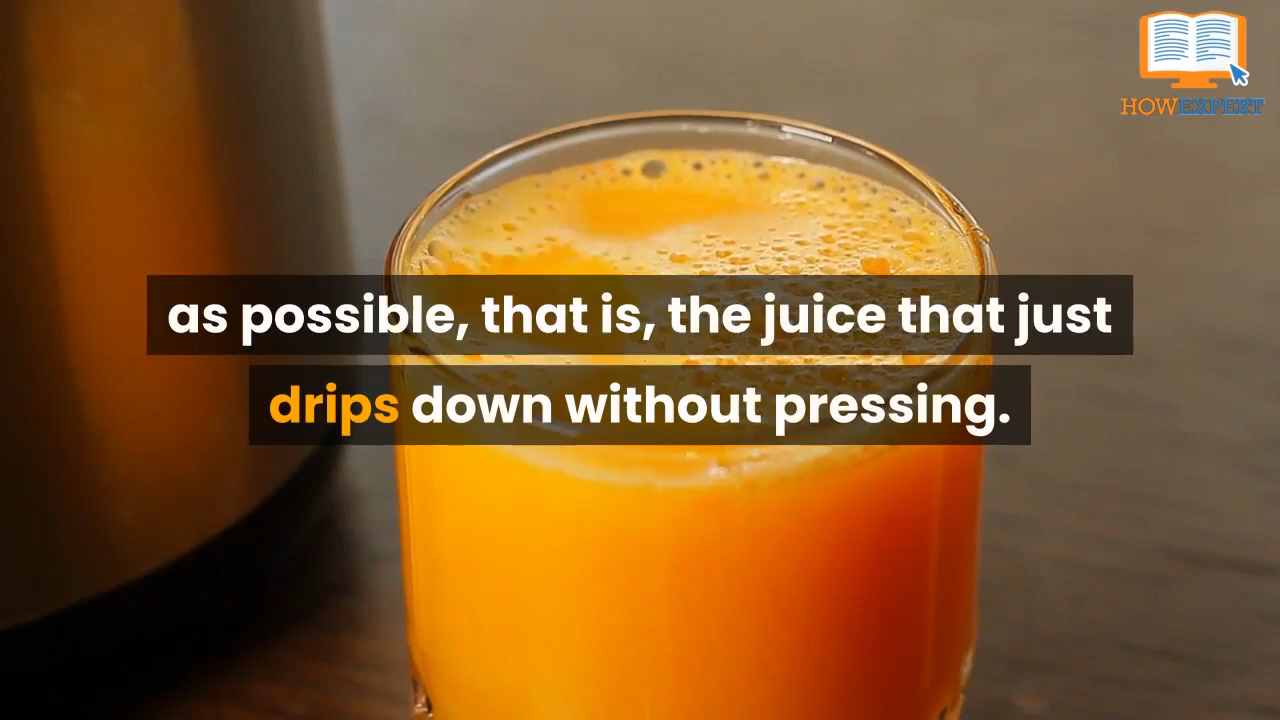 HOWEXPERT
as possible, that is, the juice that just
drips down without pressing.